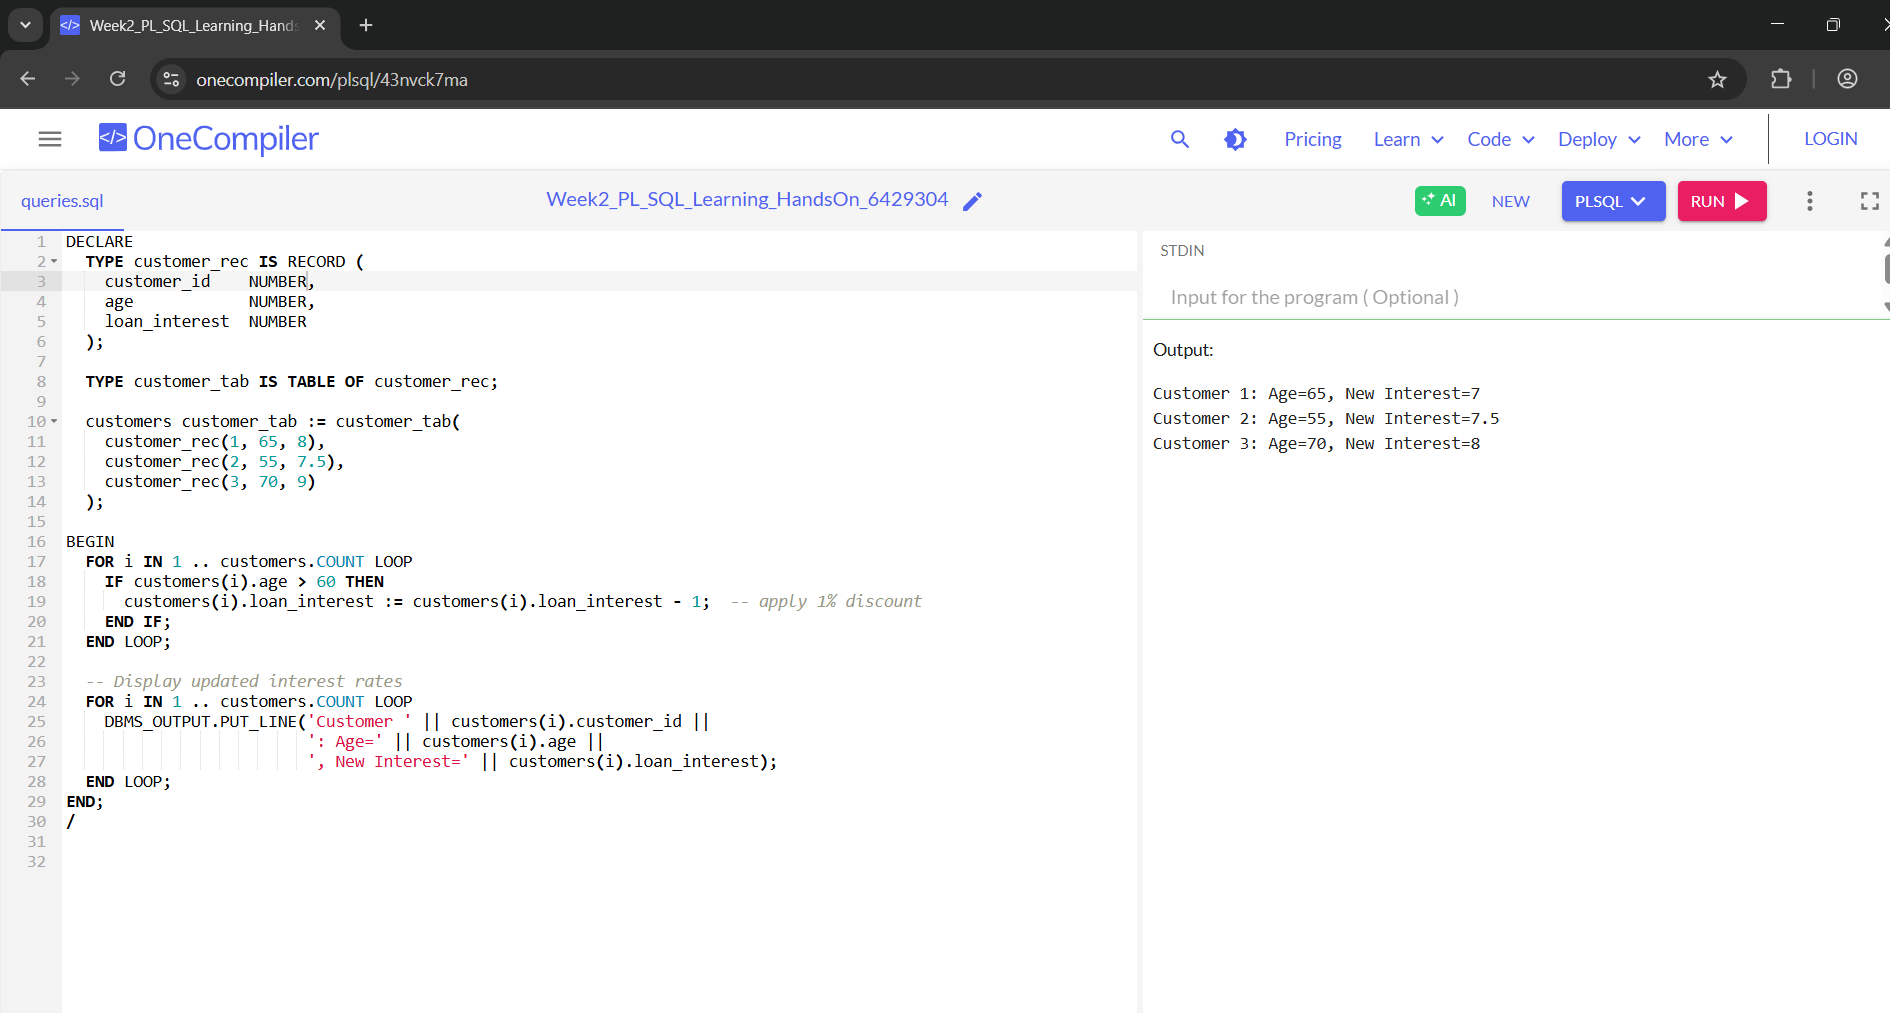 Week2_PL_SQL_Learning_Hands
onecompiler.com/plsql/43nvck7ma
</> OneCompiler
Pricing Learn Code Deploy More LOGIN
queries.sql Week2_PL_SQL_Learning_HandsOn_6429304 AI NEW PLSQL RUN
1 DECLARE
2 TYPE customer_rec IS RECORD (
3 customer_id NUMBER,
4 age NUMBER,
5 loan_interest NUMBER
6 );
7
8 TYPE customer_tab IS TABLE OF customer_rec;
9
10 customers customer_tab := customer_tab(
11 customer_rec(1, 65, 8),
12 customer_rec(2, 55, 7.5),
13 customer_rec(3, 70, 9)
14 );
15
16 BEGIN
17 FOR i IN 1 .. customers.COUNT LOOP
18 IF customers(i).age > 60 THEN
19 customers(i).loan_interest := customers(i).loan_interest - 1; -- apply 1% discount
20 END IF;
21 END LOOP;
22
23 -- Display updated interest rates
24 FOR i IN 1 .. customers.COUNT LOOP
25 DBMS_OUTPUT.PUT_LINE('Customer ' || customers(i).customer_id ||
26 ': Age=' || customers(i).age ||
27 ', New Interest=' || customers(i).loan_interest);
28 END LOOP;
29 END;
30 /
31
32
STDIN
Input for the program ( Optional )
Output:
Customer 1: Age=65, New Interest=7
Customer 2: Age=55, New Interest=7.5
Customer 3: Age=70, New Interest=8